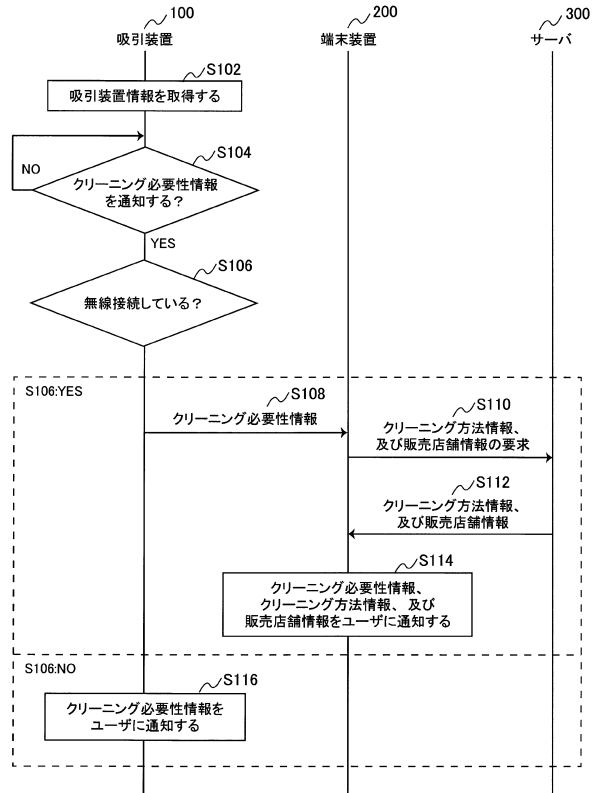 100
200
300
吸引装置
端末装置
サーバ
S102
吸引装置情報を取得する
S104
NO
クリーニング必要性情報
を通知する?
YES
S106
無線接続している?
S106:YES
S108
クリーニング必要性情報
S110
クリーニング方法情報、
及び販売店舗情報の要求
S112
クリーニング方法情報、
及び販売店舗情報
S114
クリーニング必要性情報、
クリーニング方法情報、及び
販売店舗情報をユーザに通知する
S106:NO
S116
クリーニング必要性情報を
ユーザに通知する